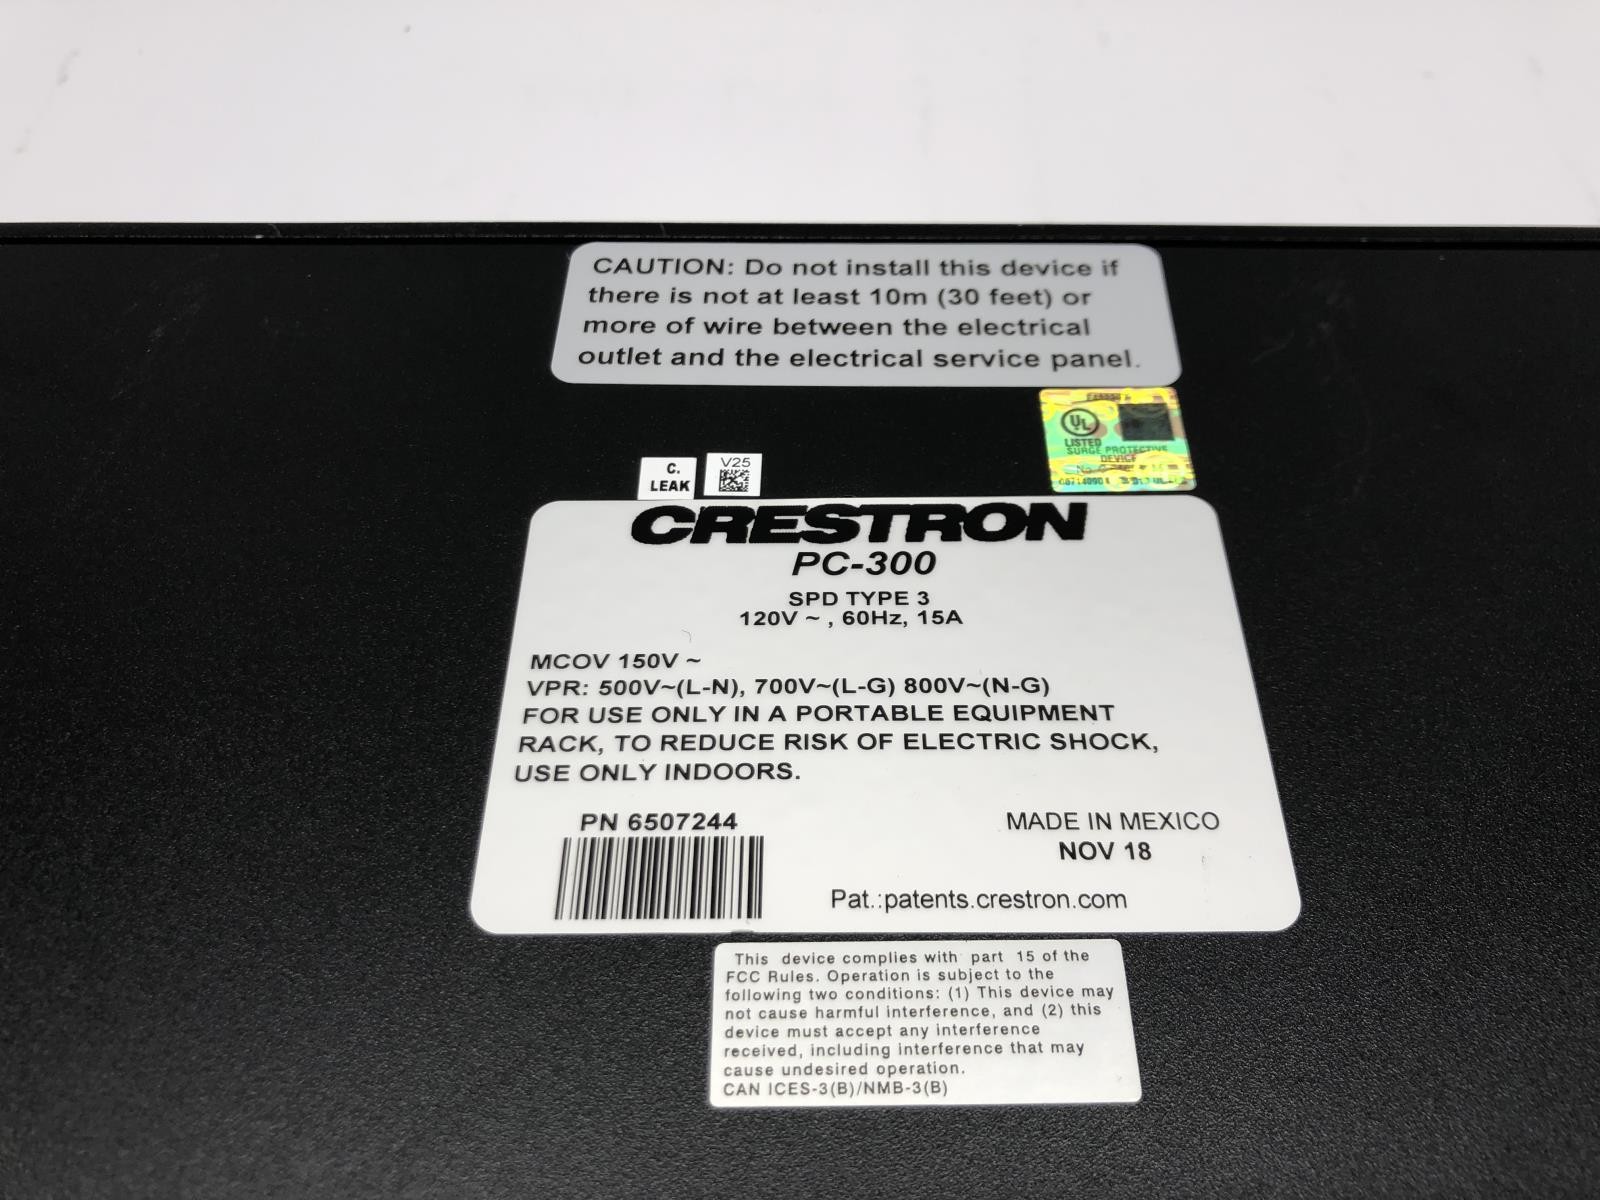 CAUTION: Do not install this device if
there is not at least 10m (30 feet) or
more of wire between the electrical
outlet and the electrical service panel.
UL
LISTED
SURGE PROTECTIVE
DEVICE
C.
LEAK
V25
CRESTRON
PC-300
SPD TYPE 3
120V ~ , 60Hz, 15A
MCOV 150V ~
VPR: 500V~(L-N), 700V~(L-G) 800V~(N-G)
FOR USE ONLY IN A PORTABLE EQUIPMENT
RACK, TO REDUCE RISK OF ELECTRIC SHOCK,
USE ONLY INDOORS.
PN 6507244
MADE IN MEXICO
NOV 18
Pat.:patents.crestron.com
This device complies with part 15 of the
FCC Rules. Operation is subject to the
following two conditions: (1) This device may
not cause harmful interference, and (2) this
device must accept any interference
received, including interference that may
cause undesired operation.
CAN ICES-3(B)/NMB-3(B)